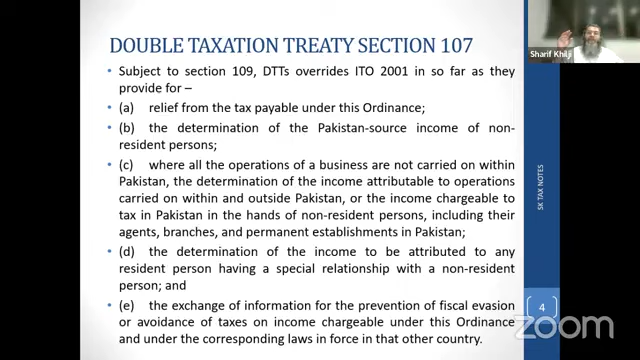 DOUBLE TAXATION TREATY SECTION 107
• Subject to section 109, DTTs overrides ITO 2001 in so far as they
provide for –
• (a) relief from the tax payable under this Ordinance;
• (b) the determination of the Pakistan-source income of non-
resident persons;
• (c) where all the operations of a business are not carried on within
Pakistan, the determination of the income attributable to operations
carried on within and outside Pakistan, or the income chargeable to
tax in Pakistan in the hands of non-resident persons, including their
agents, branches, and permanent establishments in Pakistan;
• (d) the determination of the income to be attributed to any
resident person having a special relationship with a non-resident
person; and
• (e) the exchange of information for the prevention of fiscal evasion
or avoidance of taxes on income chargeable under this Ordinance
and under the corresponding laws in force in that other country.
Sharif Khilji
SK TAX NOTES
4
zoom